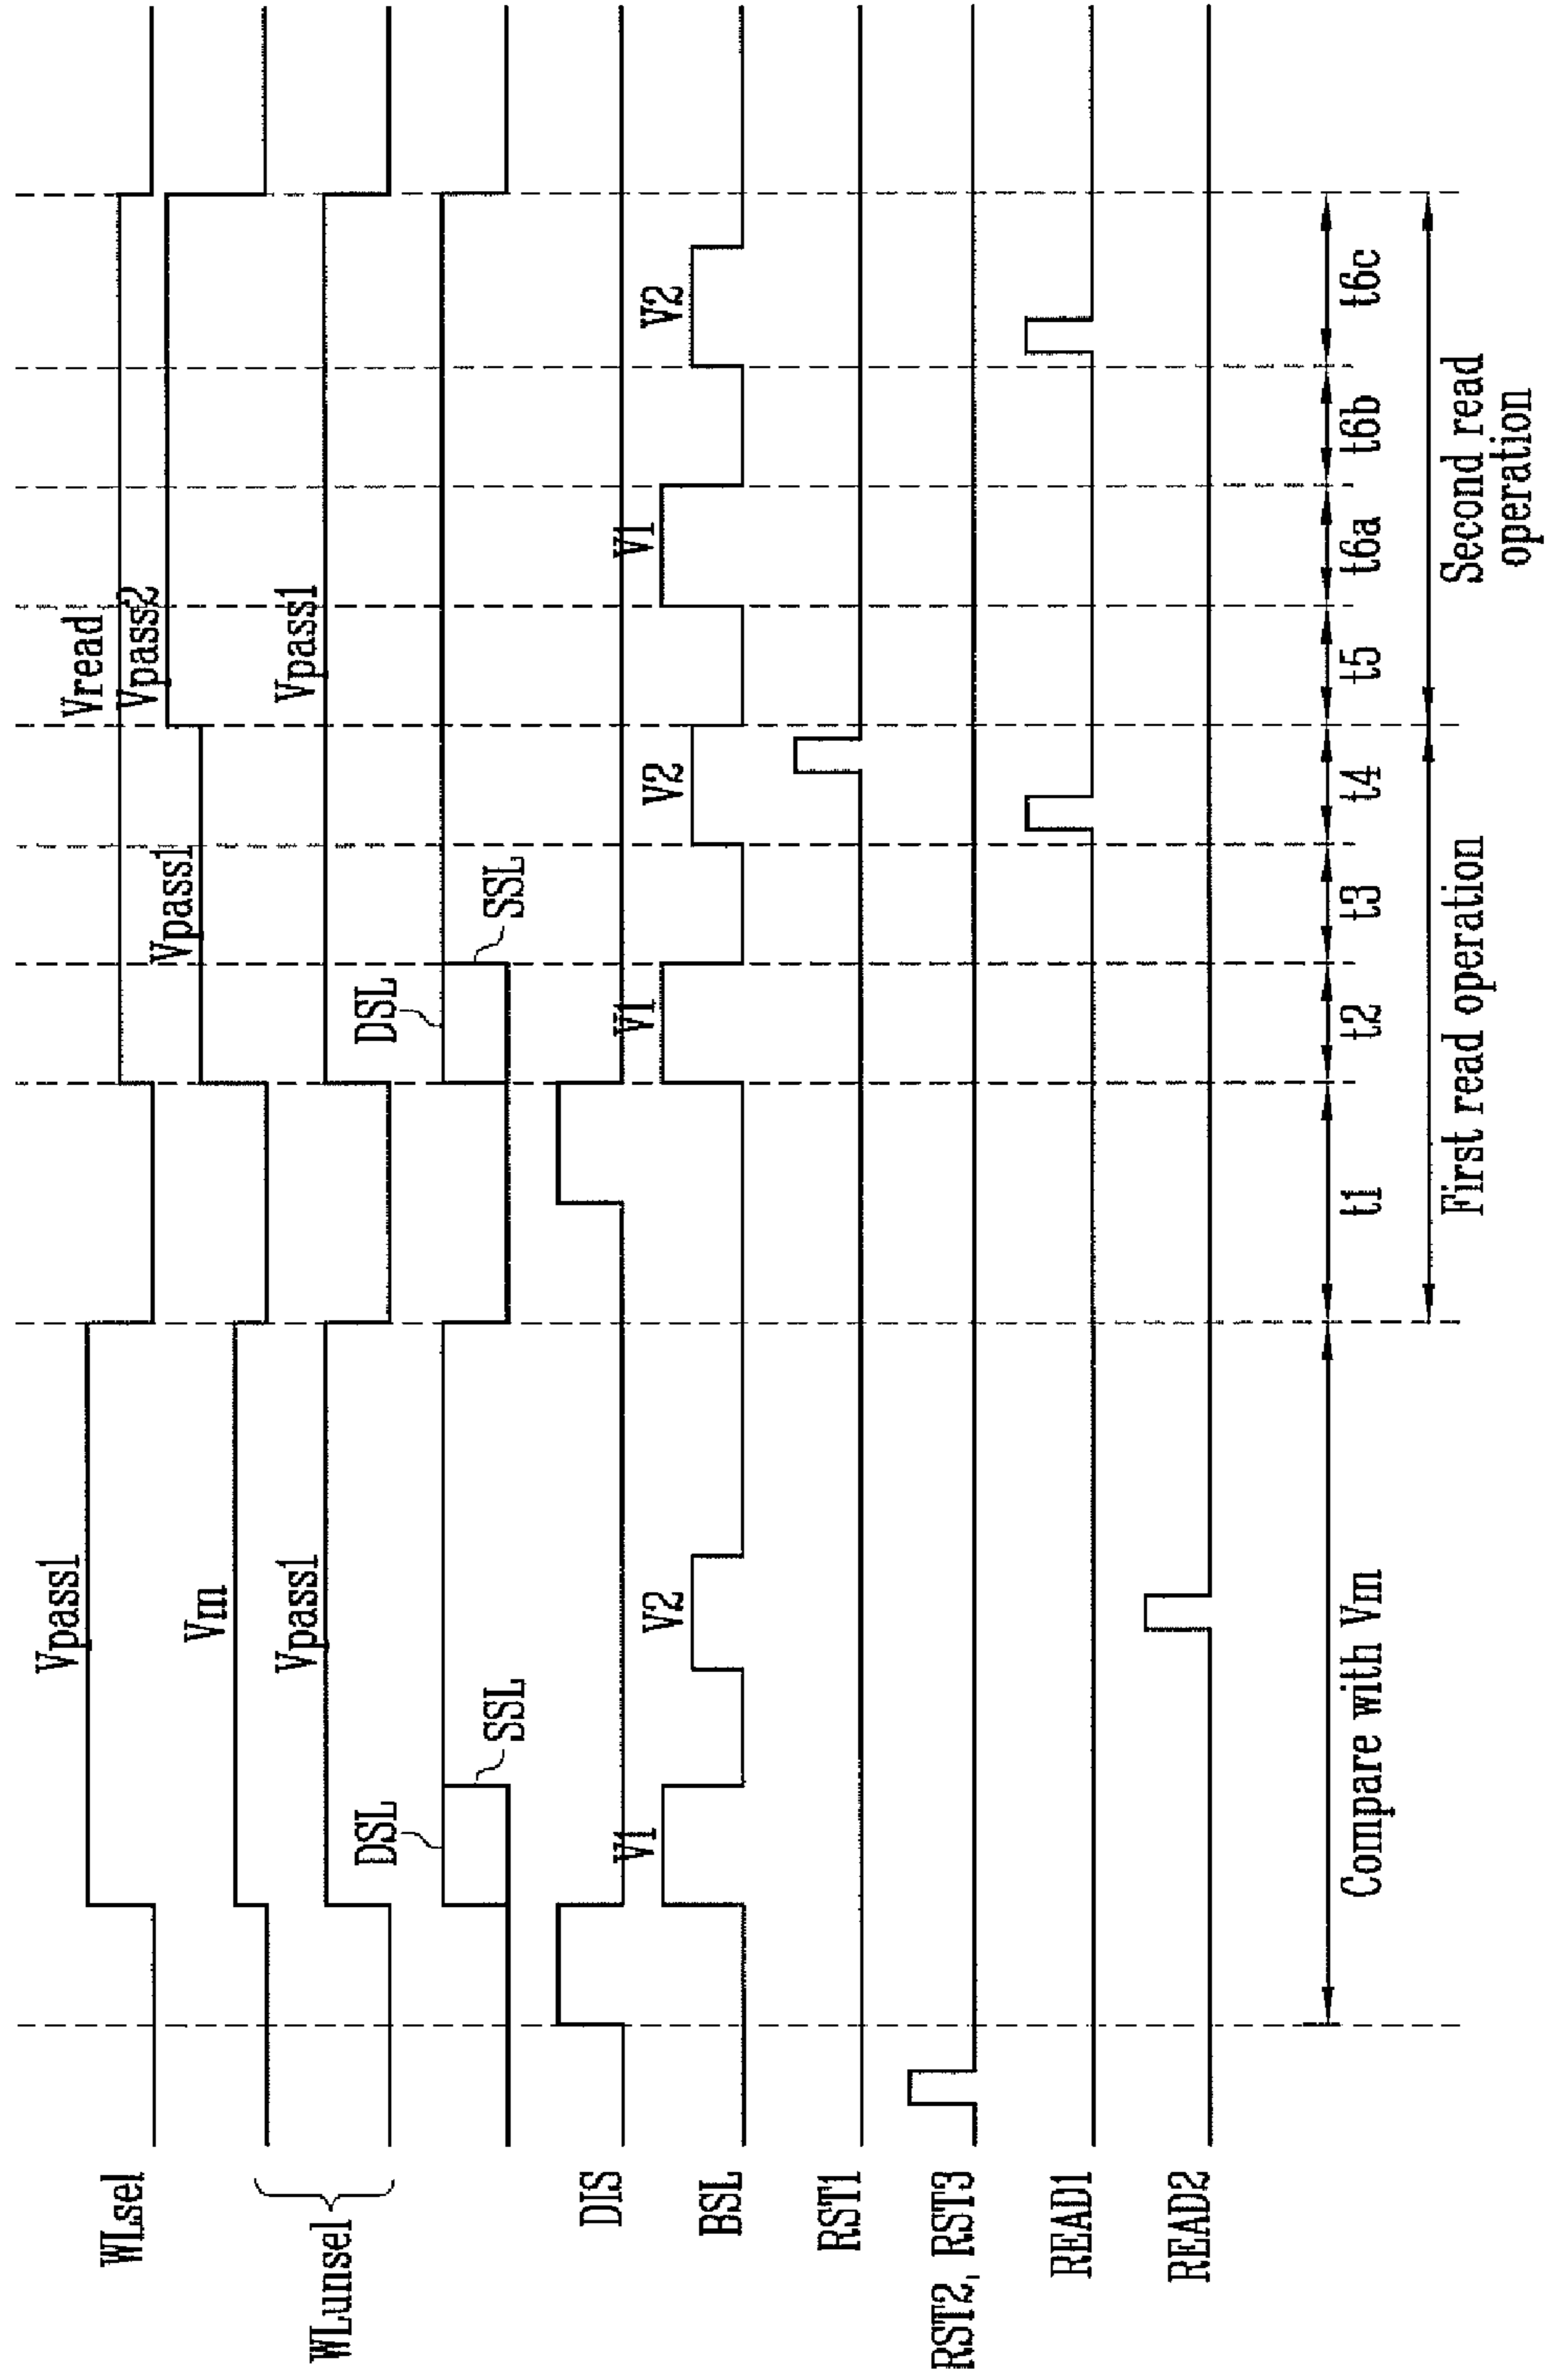 WLsel
Vpass1
Vread
WLunsel
Vm
Vpass1
Vpass2
Vpass1
Vpass1
DSL
SSL
DSL
SSL
DIS
BSL
V1
V2
V1
V2
V1
V2
RST1
RST2, RST3
READ1
READ2
Compare with Vm
t1
t2
t3
t4
t5
t6a
t6b
t6c
First read operation
Second read
operation